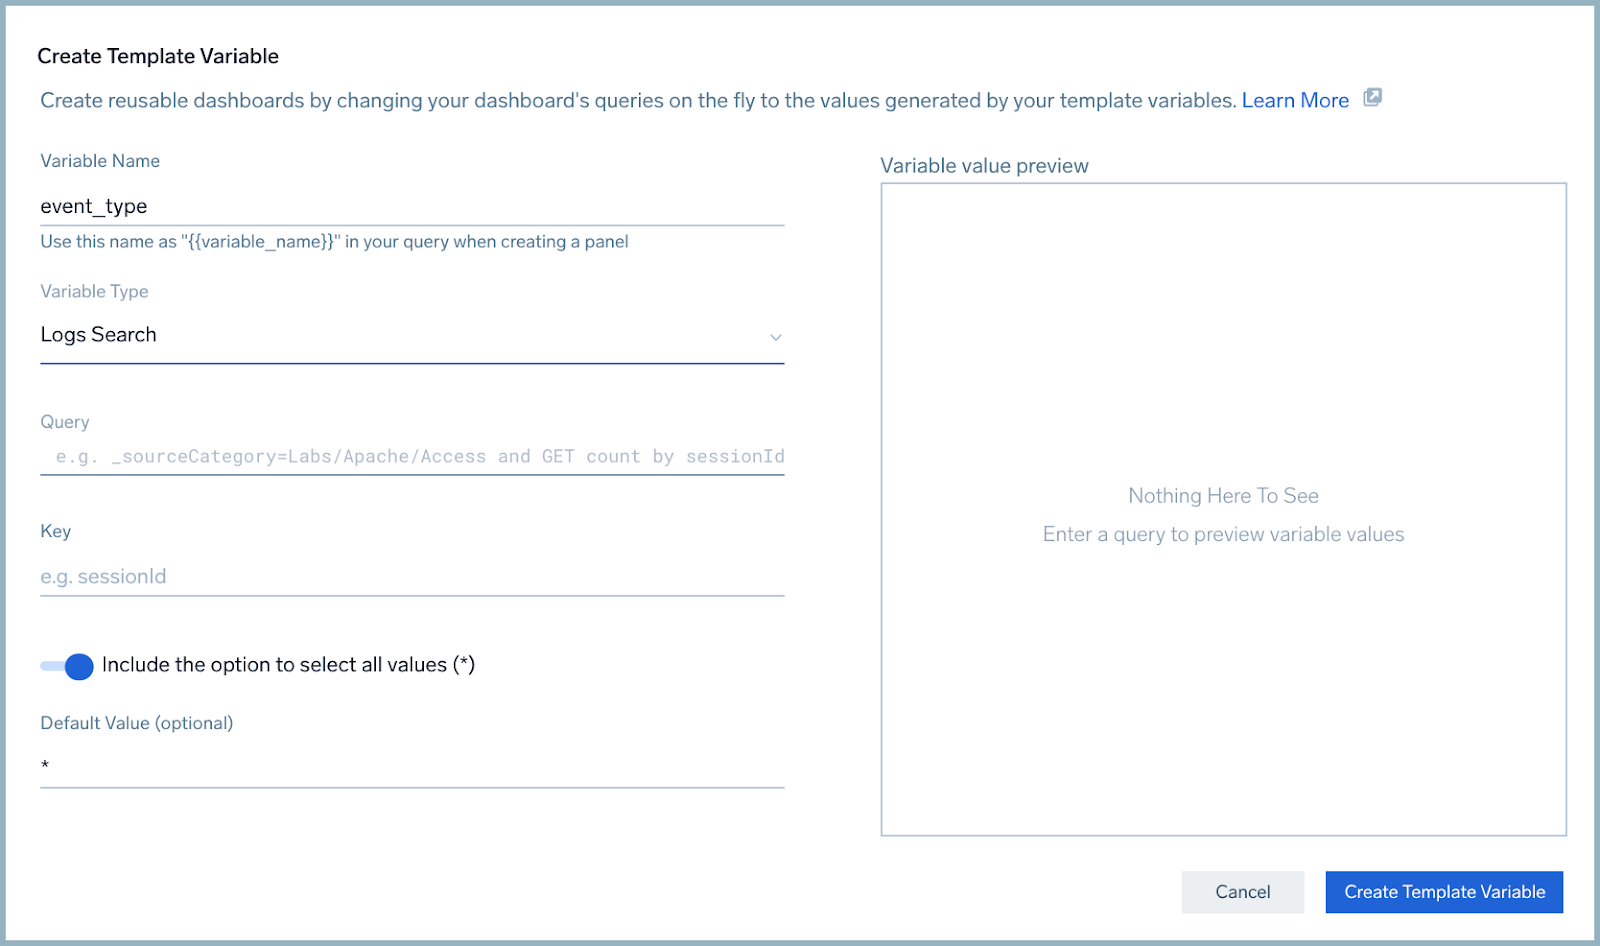 Create Template Variable
Create reusable dashboards by changing your dashboard's queries on the fly to the values generated by your template variables. Learn More
Variable Name
event_type
Use this name as "{{variable_name}}" in your query when creating a panel
Variable Type
Logs Search
Query
e.g. _sourceCategory=Labs/Apache/Access and GET count by sessionId
Key
e.g. sessionId
Include the option to select all values (*)
Default Value (optional)
*
Variable value preview
Nothing Here To See
Enter a query to preview variable values
Cancel
Create Template Variable